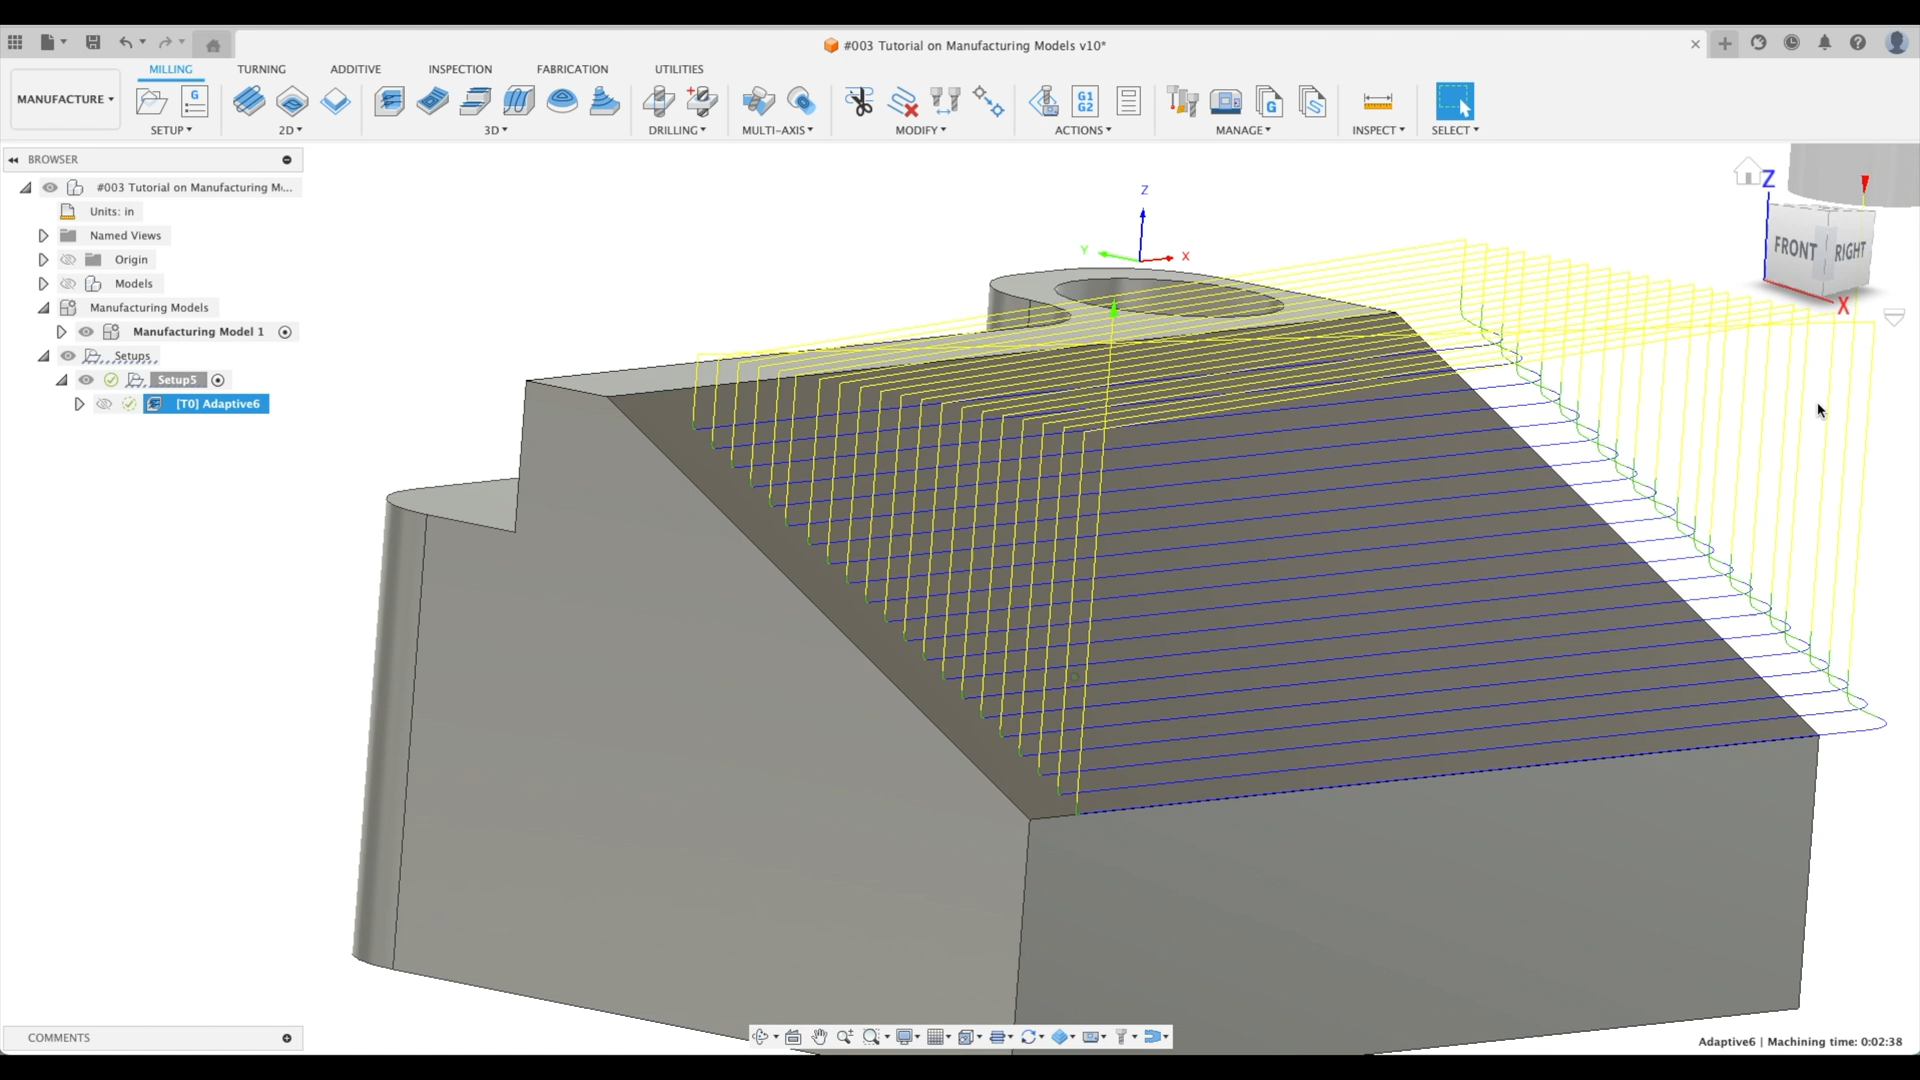 #003 Tutorial on Manufacturing Models v10*
MANUFACTURE
MILLING TURNING ADDITIVE INSPECTION FABRICATION UTILITIES
G
G1
G2
G
SETUP 2D 3D DRILLING MULTI-AXIS MODIFY ACTIONS MANAGE INSPECT SELECT
BROWSER
#003 Tutorial on Manufacturing M...
Units: in
Named Views
Origin
Models
Manufacturing Models
Manufacturing Model 1
Setups
Setup5
[T0] Adaptive6
Z
Y
X
Z
FRONT
RIGHT
X
COMMENTS
Adaptive6 | Machining time: 0:02:38